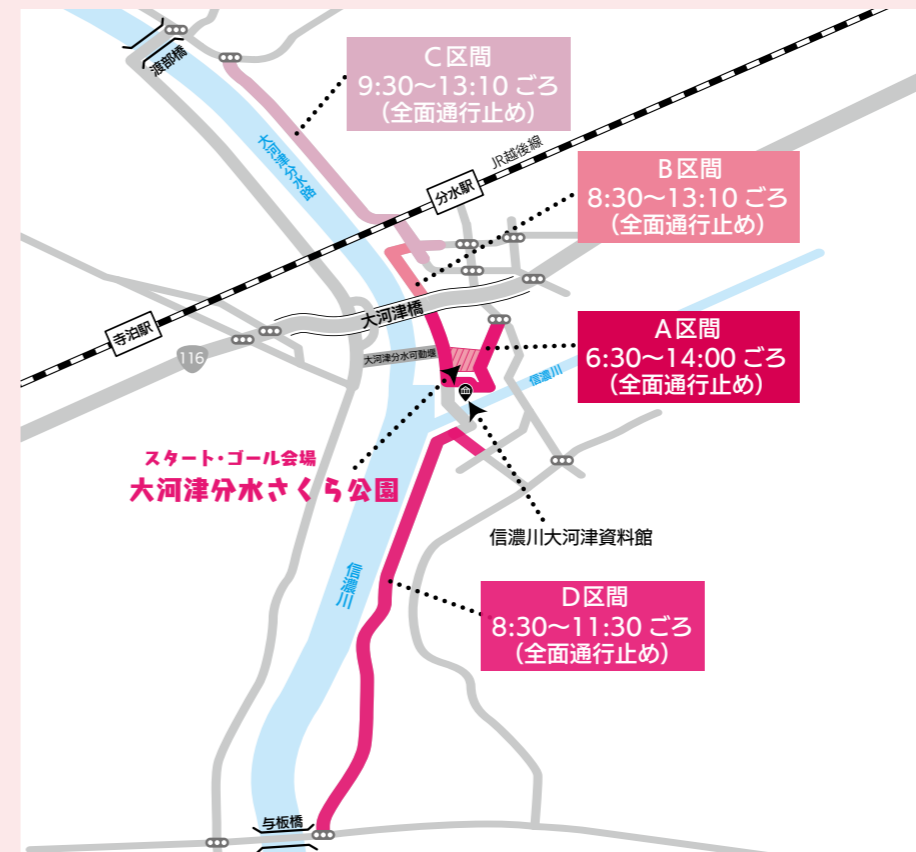 渡部橋
C区間
9:30〜13:10 ごろ
(全面通行止め)
大河津分水路
JR越後線
分水駅
B区間
8:30〜13:10 ごろ
(全面通行止め)
大河津橋
寺泊駅
116
大河津分水可動堰
A区間
6:30〜14:00 ごろ
(全面通行止め)
信濃川
スタート・ゴール会場
大河津分水さくら公園
信濃川大河津資料館
信濃川
D区間
8:30〜11:30 ごろ
(全面通行止め)
与板橋